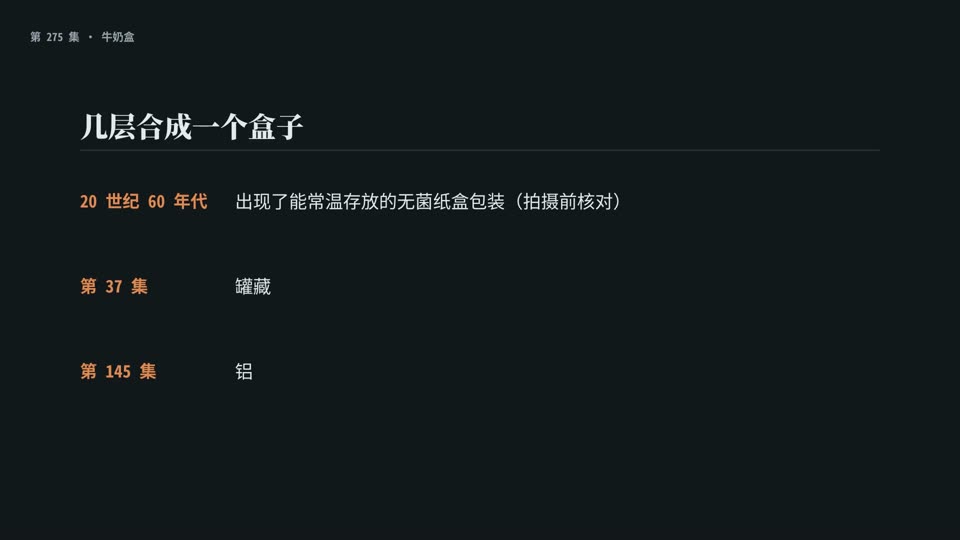 第 275 集 · 牛奶盒
几层合成一个盒子
20 世纪 60 年代 出现了能常温存放的无菌纸盒包装（拍摄前核对）
第 37 集 罐藏
第 145 集 铝